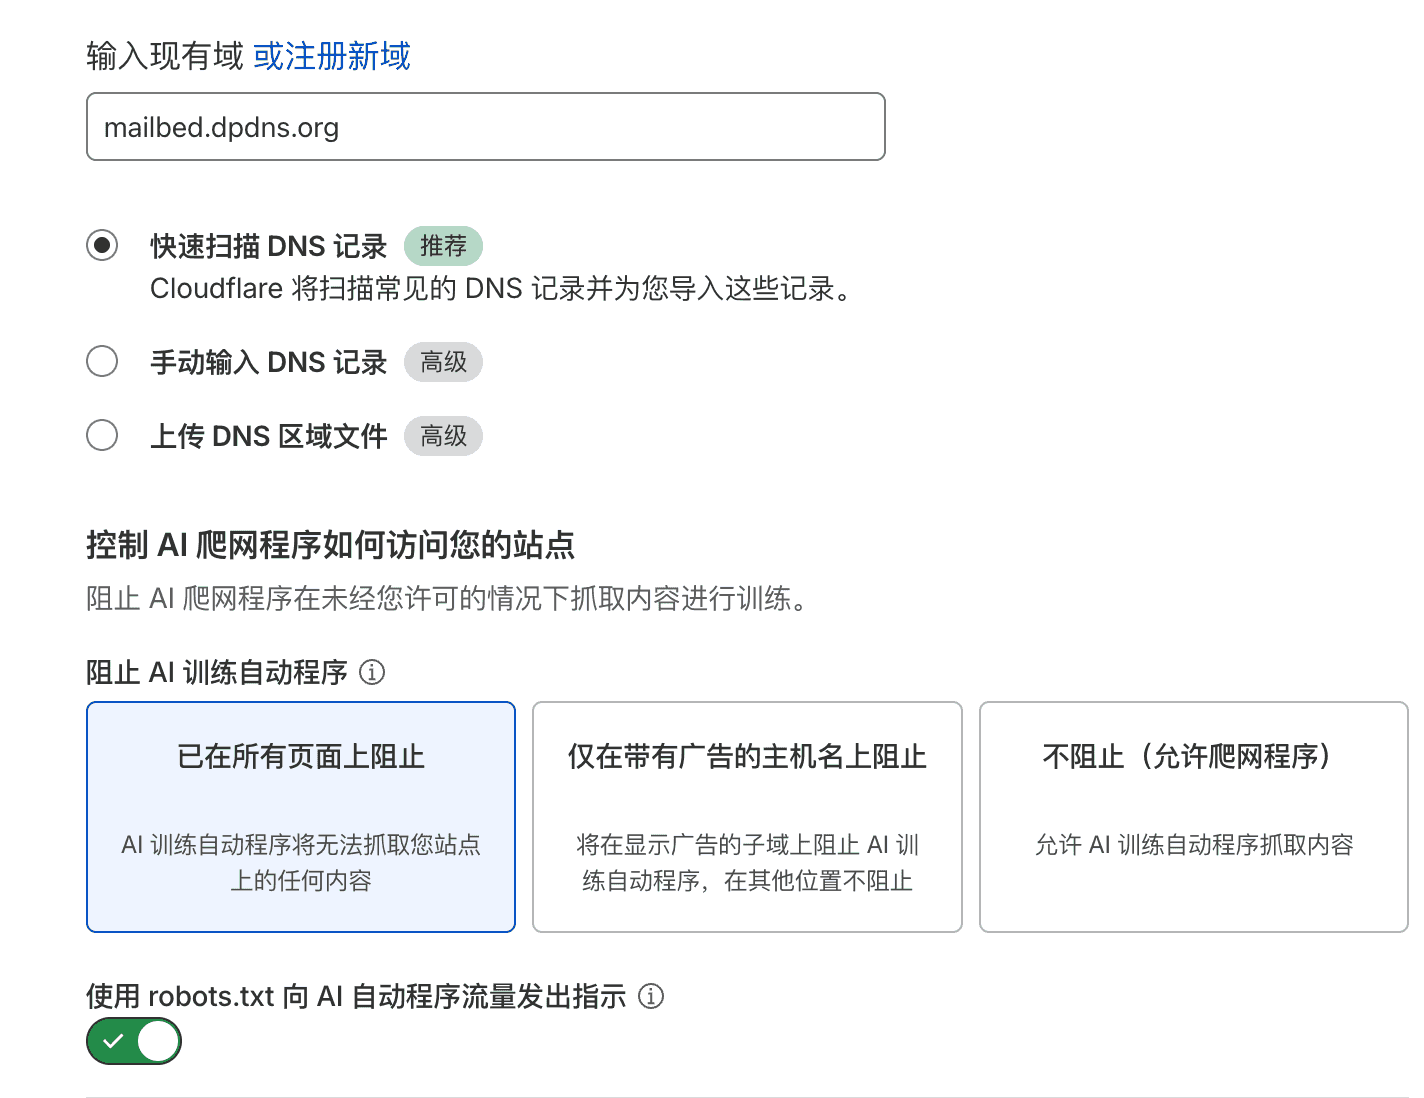 输入现有域 或注册新域
mailbed.dpdns.org
快速扫描 DNS 记录 推荐
Cloudflare 将扫描常见的 DNS 记录并为您导入这些记录。
手动输入 DNS 记录 高级
上传 DNS 区域文件 高级
控制 AI 爬网程序如何访问您的站点
阻止 AI 爬网程序在未经您许可的情况下抓取内容进行训练。
阻止 AI 训练自动程序
已在所有页面上阻止
AI 训练自动程序将无法抓取您站点
上的任何内容
仅在带有广告的主机名上阻止
将在显示广告的子域上阻止 AI 训
练自动程序，在其他位置不阻止
不阻止（允许爬网程序）
允许 AI 训练自动程序抓取内容
使用 robots.txt 向 AI 自动程序流量发出指示